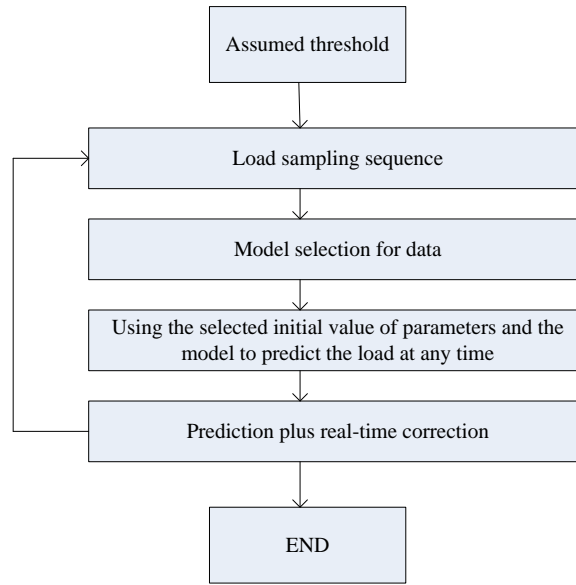 Assumed threshold
Load sampling sequence
Model selection for data
Using the selected initial value of parameters and the
model to predict the load at any time
Prediction plus real-time correction
END